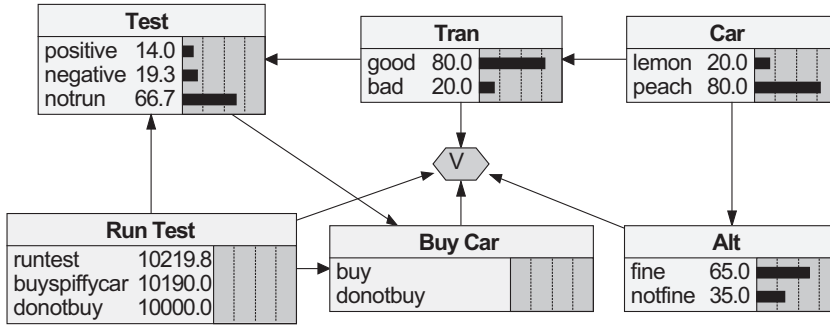 Test
positive 14.0
negative 19.3
notrun 66.7
Tran
good 80.0
bad 20.0
Car
lemon 20.0
peach 80.0
V
Run Test
runtest 10219.8
buyspiffycar 10190.0
donotbuy 10000.0
Buy Car
buy
donotbuy
Alt
fine 65.0
notfine 35.0